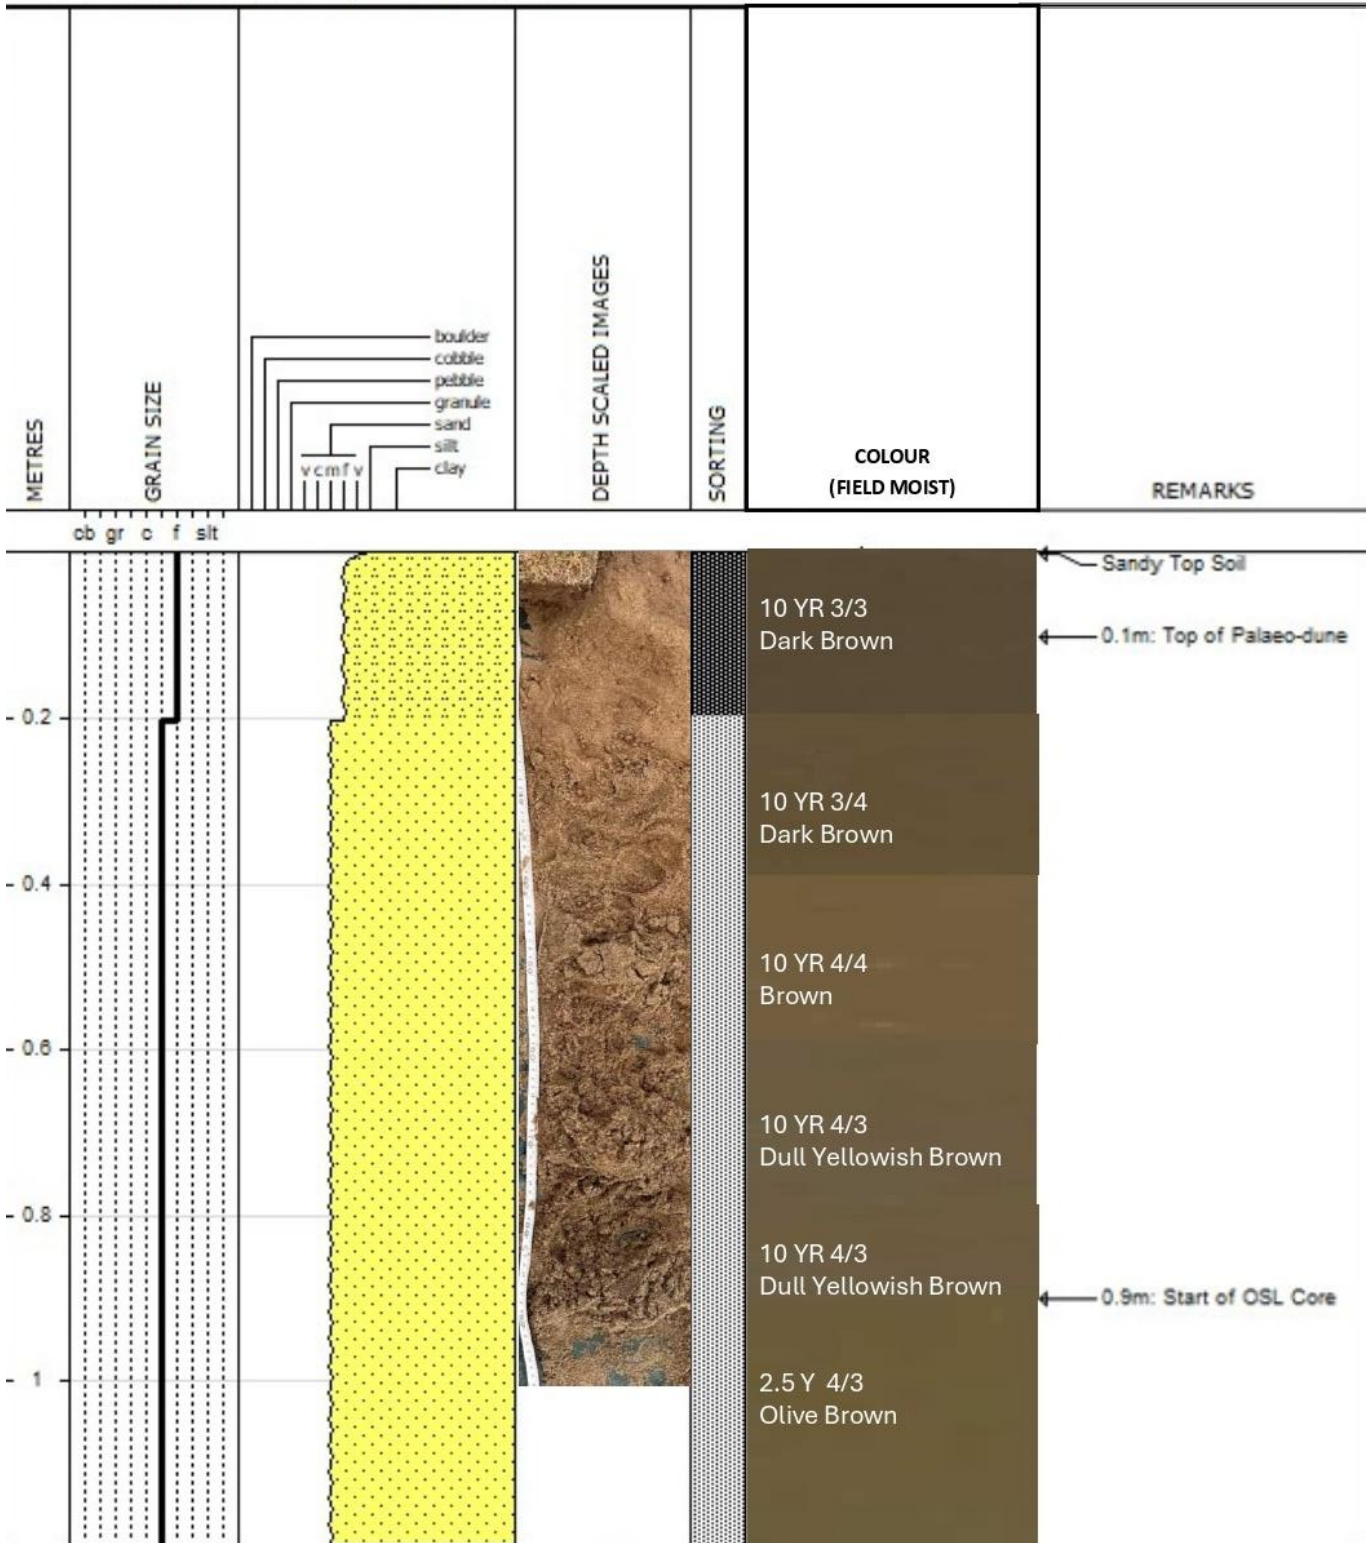 METRES
GRAIN SIZE
boulder
cobble
pebble
granule
sand
silt
clay
v c m f v
DEPTH SCALED IMAGES
SORTING
COLOUR
(FIELD MOIST)
REMARKS
cb gr c f slt
Sandy Top Soil
10 YR 3/3
Dark Brown
0.1m: Top of Palaeo-dune
0.2
10 YR 3/4
Dark Brown
0.4
10 YR 4/4
Brown
0.6
10 YR 4/3
Dull Yellowish Brown
0.8
10 YR 4/3
Dull Yellowish Brown
0.9m: Start of OSL Core
1
2.5 Y 4/3
Olive Brown